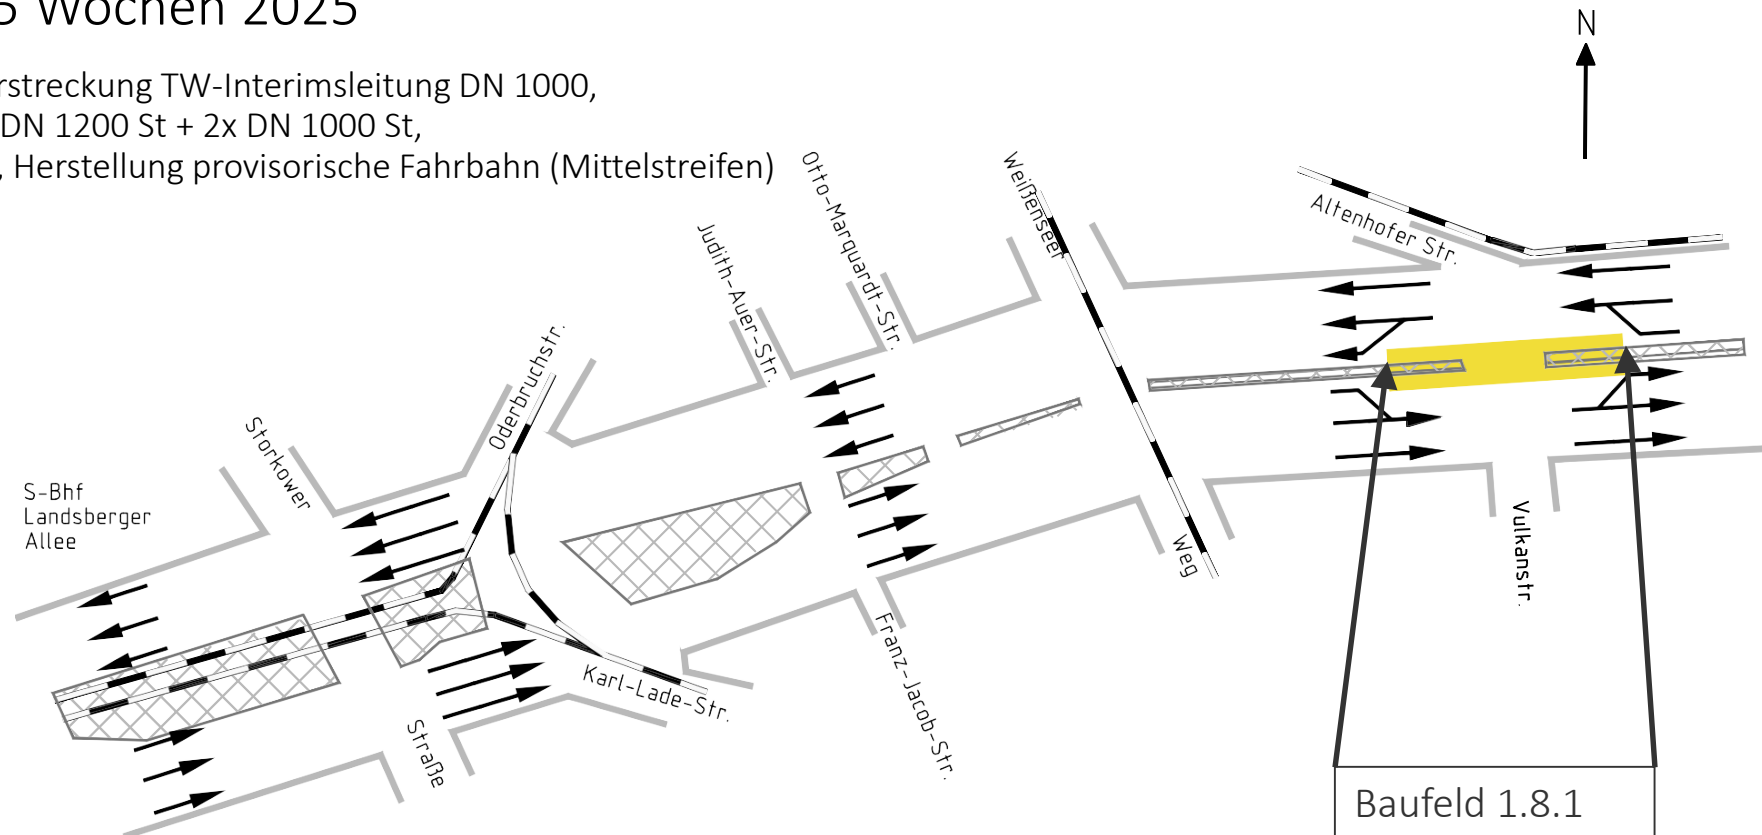 5 Wochen 2025
rstreckung TW-Interimsleitung DN 1000,
DN 1200 St + 2x DN 1000 St,
, Herstellung provisorische Fahrbahn (Mittelstreifen)
N
Otto-Marquardt-Str.
Weißenseer
Altenhofer Str.
Judith-Auer-Str.
Oderbruchstr.
Storkower
S-Bhf
Landsberger
Allee
Weg
Vulkanstr.
Karl-Lade-Str.
Franz-Jacob-Str.
Straße
Baufeld 1.8.1